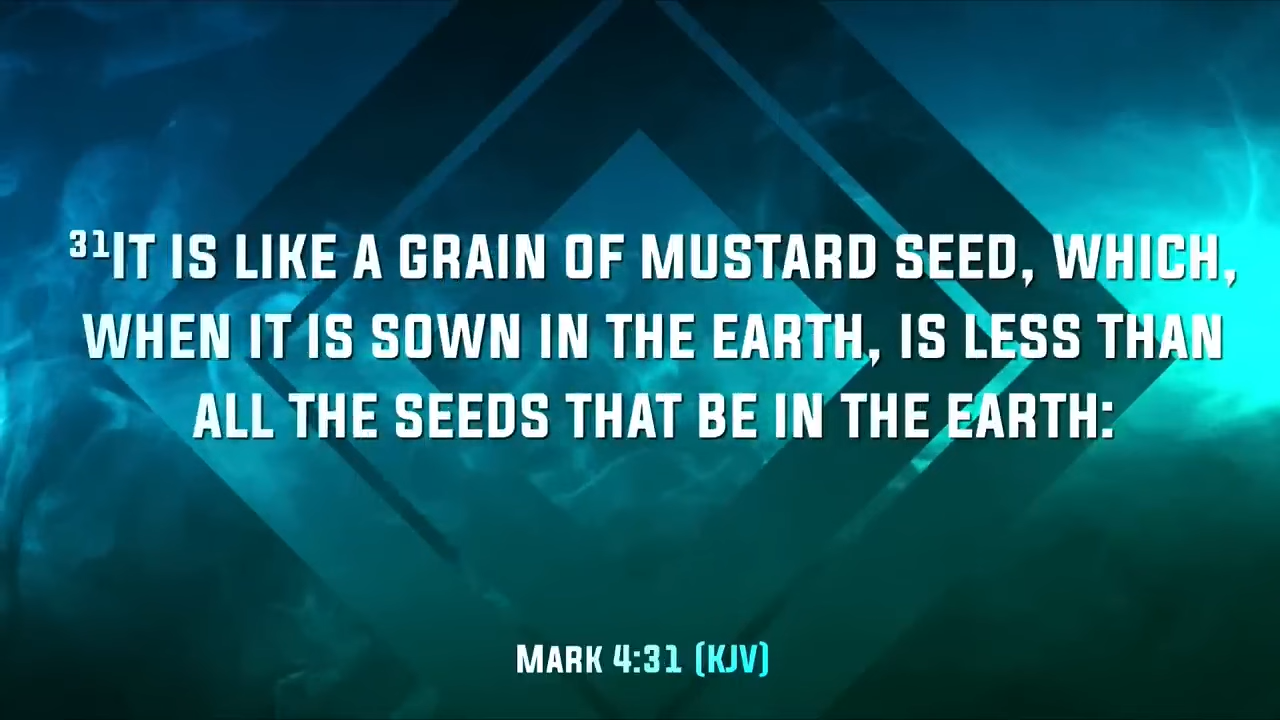 ³¹IT IS LIKE A GRAIN OF MUSTARD SEED, WHICH,
WHEN IT IS SOWN IN THE EARTH, IS LESS THAN
ALL THE SEEDS THAT BE IN THE EARTH:
MARK 4:31 (KJV)